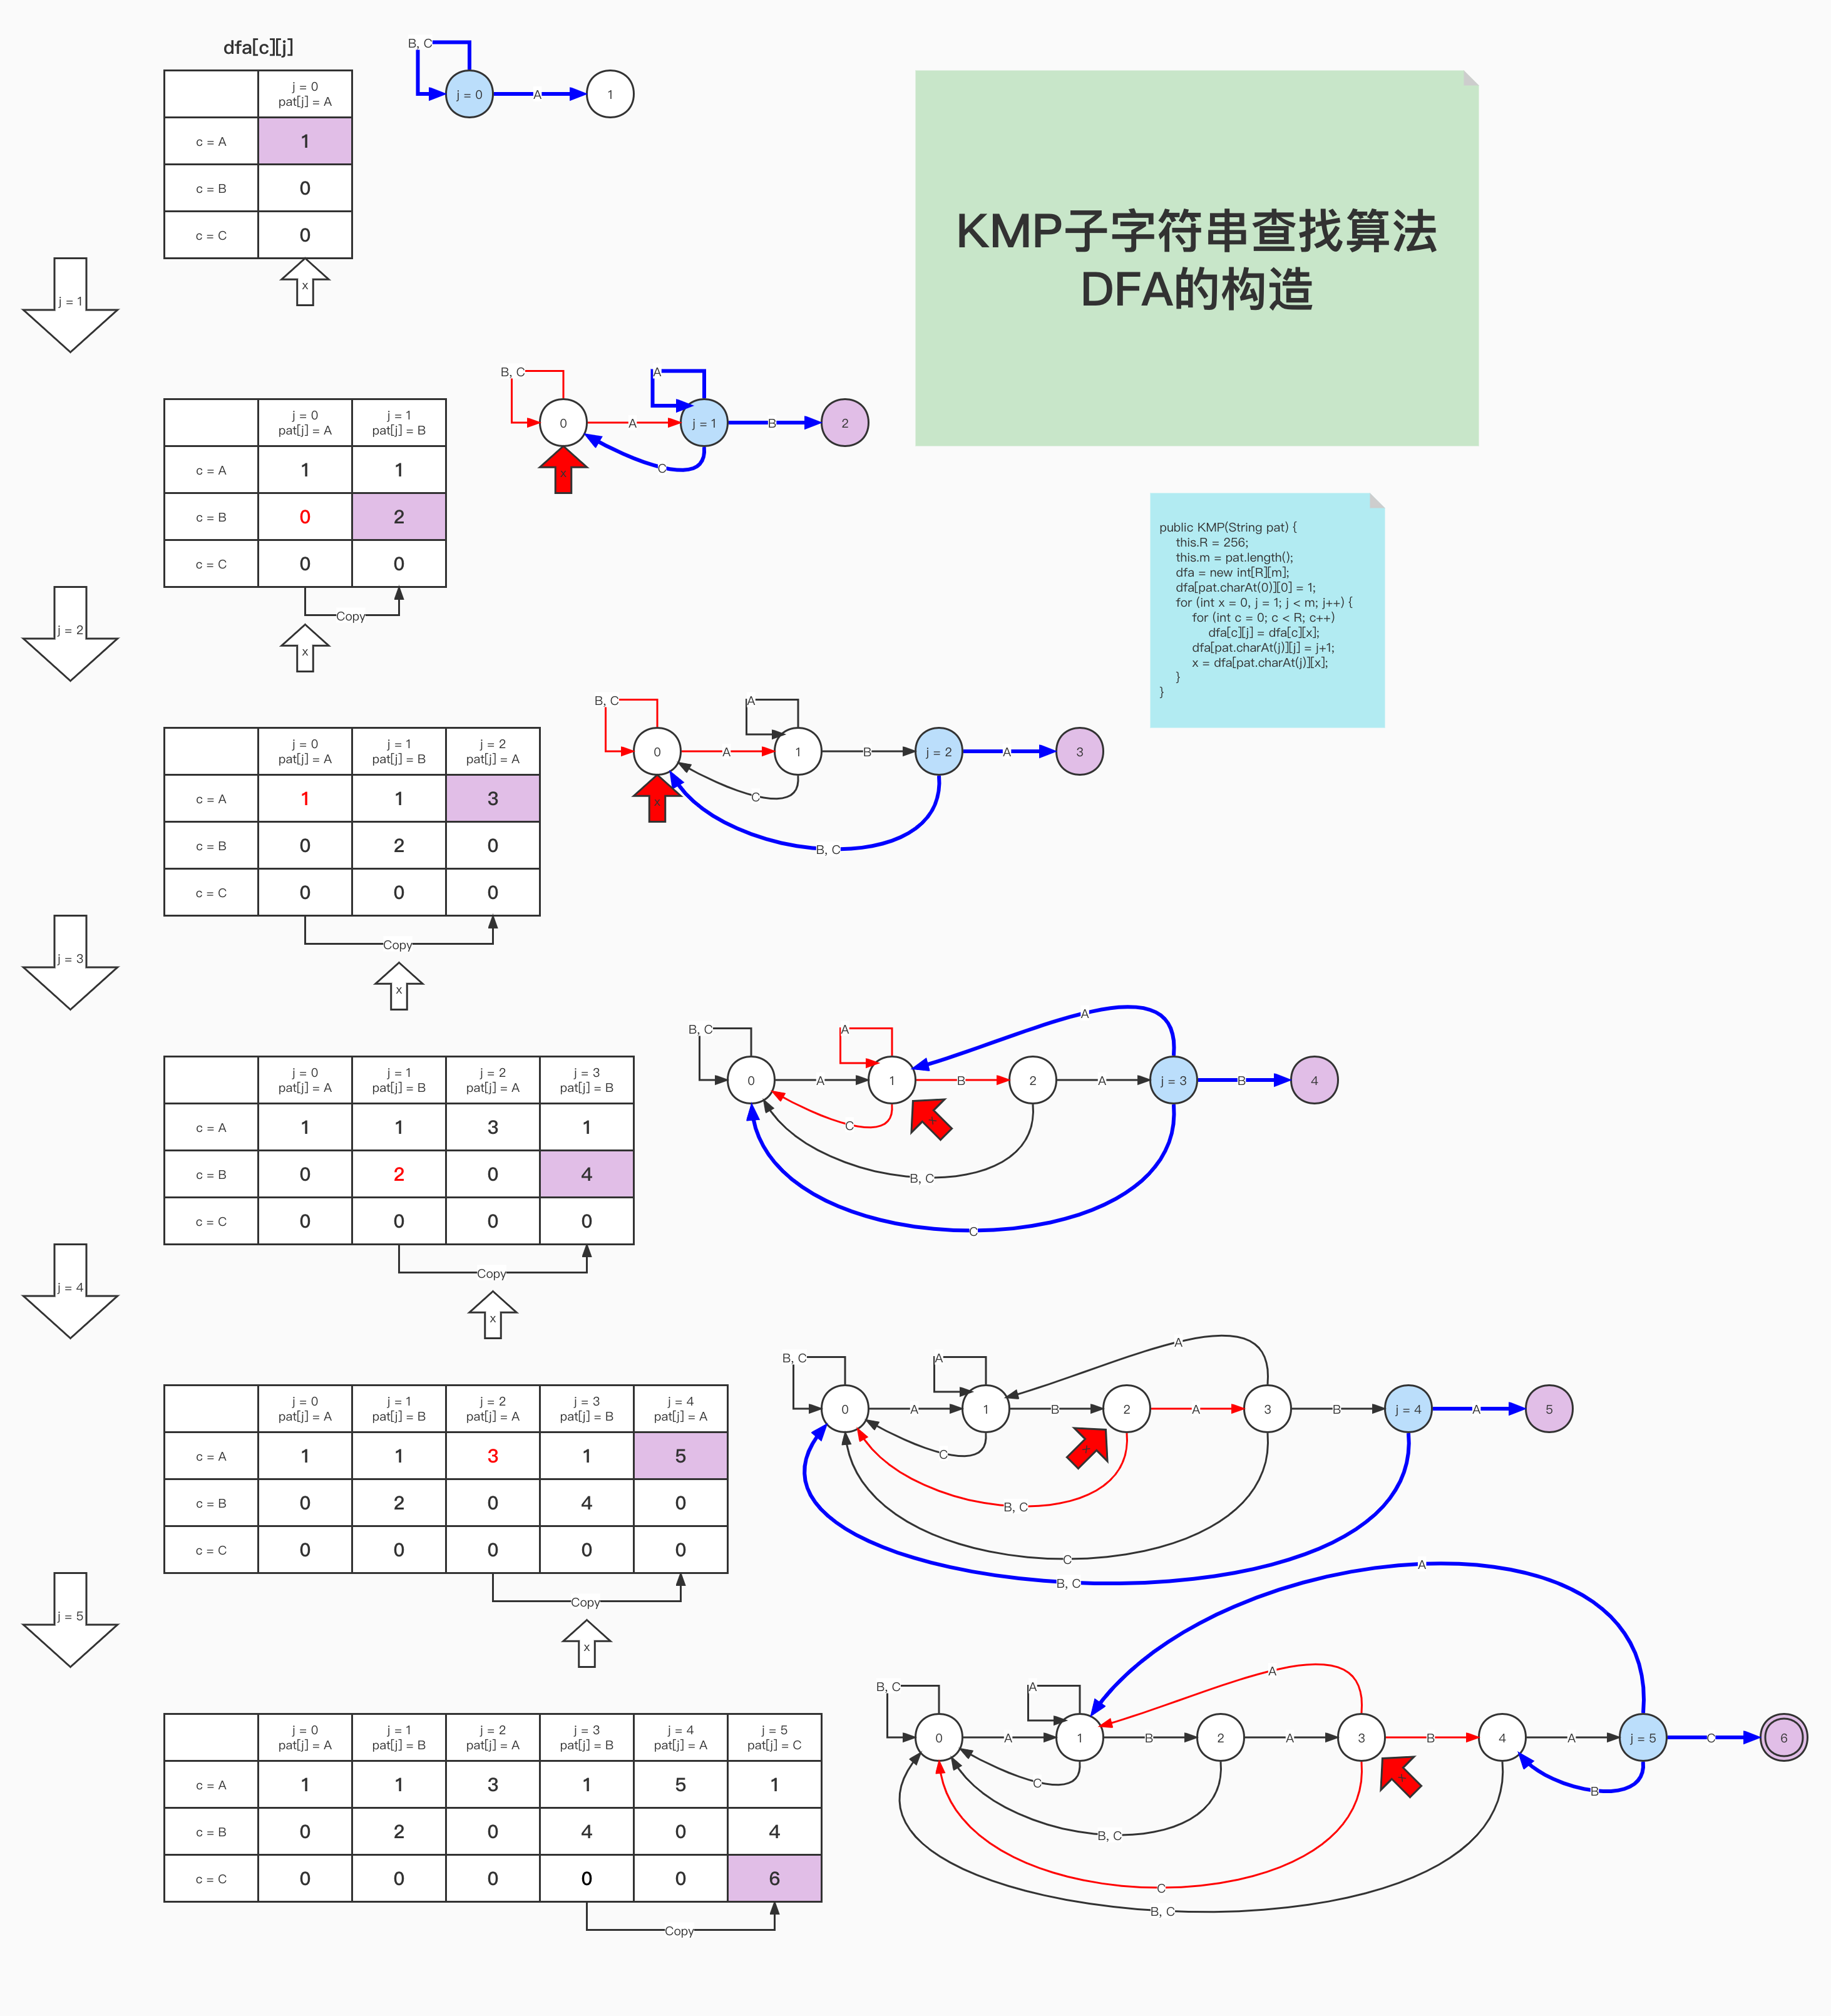 dfa[c][j]
j = 0
pat[j] = A
c = A 1
c = B 0
c = C 0
x
B, C
j = 0 A 1
KMP子字符串查找算法
DFA的构造
j = 1
j = 0 j = 1
pat[j] = A pat[j] = B
c = A 1 1
c = B 0 2
c = C 0 0
Copy
x
B, C A
0 A j = 1 B 2
C
x
public KMP(String pat) {
this.R = 256;
this.m = pat.length();
dfa = new int[R][m];
dfa[pat.charAt(0)][0] = 1;
for (int x = 0, j = 1; j < m; j++) {
for (int c = 0; c < R; c++)
dfa[c][j] = dfa[c][x];
dfa[pat.charAt(j)][j] = j+1;
x = dfa[pat.charAt(j)][x];
}
}
j = 2
j = 0 j = 1 j = 2
pat[j] = A pat[j] = B pat[j] = A
c = A 1 1 3
c = B 0 2 0
c = C 0 0 0
Copy
x
B, C A
0 A 1 B j = 2 A 3
C
x
B, C
j = 3
j = 0 j = 1 j = 2 j = 3
pat[j] = A pat[j] = B pat[j] = A pat[j] = B
c = A 1 1 3 1
c = B 0 2 0 4
c = C 0 0 0 0
Copy
x
A
B, C A
0 A 1 B 2 A j = 3 B 4
C x
B, C
C
j = 4
j = 0 j = 1 j = 2 j = 3 j = 4
pat[j] = A pat[j] = B pat[j] = A pat[j] = B pat[j] = A
c = A 1 1 3 1 5
c = B 0 2 0 4 0
c = C 0 0 0 0 0
Copy
x
A
B, C A
0 A 1 B 2 A 3 B j = 4 A 5
C x
B, C
C
B, C
j = 5
j = 0 j = 1 j = 2 j = 3 j = 4 j = 5
pat[j] = A pat[j] = B pat[j] = A pat[j] = B pat[j] = A pat[j] = C
c = A 1 1 3 1 5 1
c = B 0 2 0 4 0 4
c = C 0 0 0 0 0 6
Copy
A
A
B, C A
0 A 1 B 2 A 3 B 4 A j = 5 C 6
C x B
B, C
C
B, C